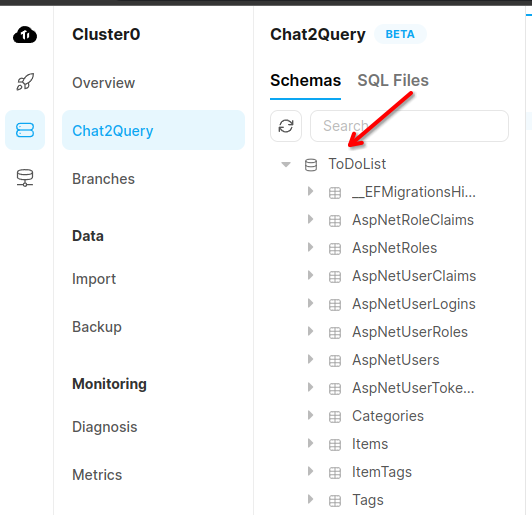 Cluster0
Overview
Chat2Query
Branches
Data
Import
Backup
Monitoring
Diagnosis
Metrics
Chat2Query BETA
Schemas SQL Files
Search
ToDoList
__EFMigrationsHi...
AspNetRoleClaims
AspNetRoles
AspNetUserClaims
AspNetUserLogins
AspNetUserRoles
AspNetUsers
AspNetUserToke...
Categories
Items
ItemTags
Tags